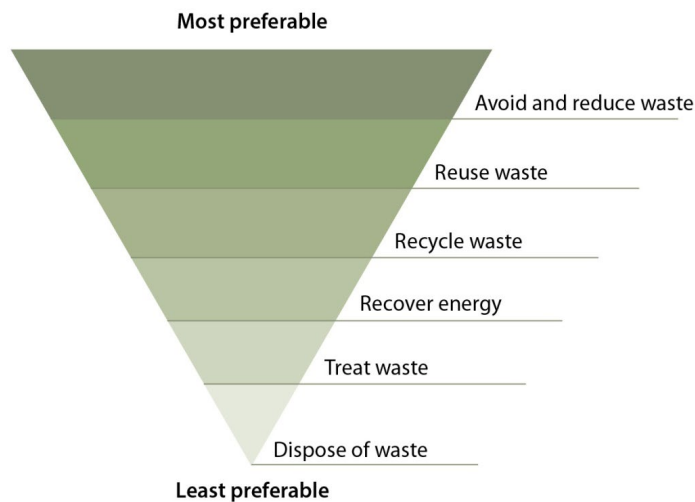 Most preferable
Avoid and reduce waste
Reuse waste
Recycle waste
Recover energy
Treat waste
Dispose of waste
Least preferable